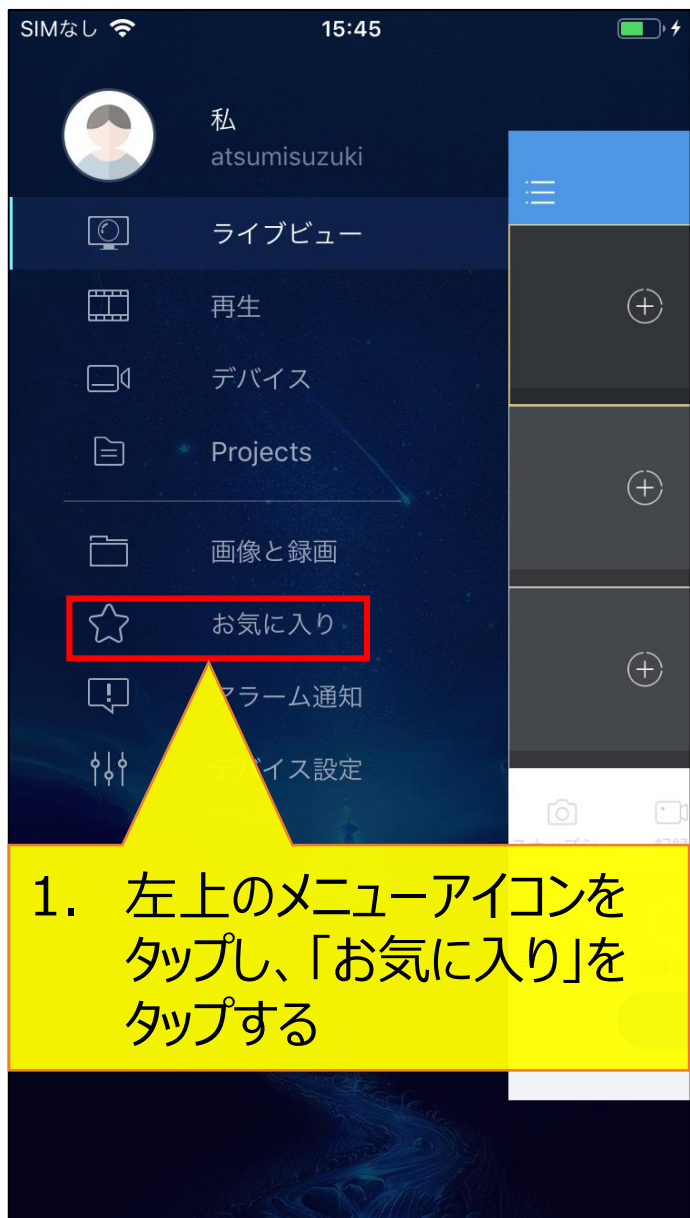 SIMなし 15:45
私
atsumisuzuki
ライブビュー
再生
デバイス
Projects
画像と録画
お気に入り
アラーム通知
デバイス設定
1. 左上のメニューアイコンを
タップし、「お気に入り」を
タップする